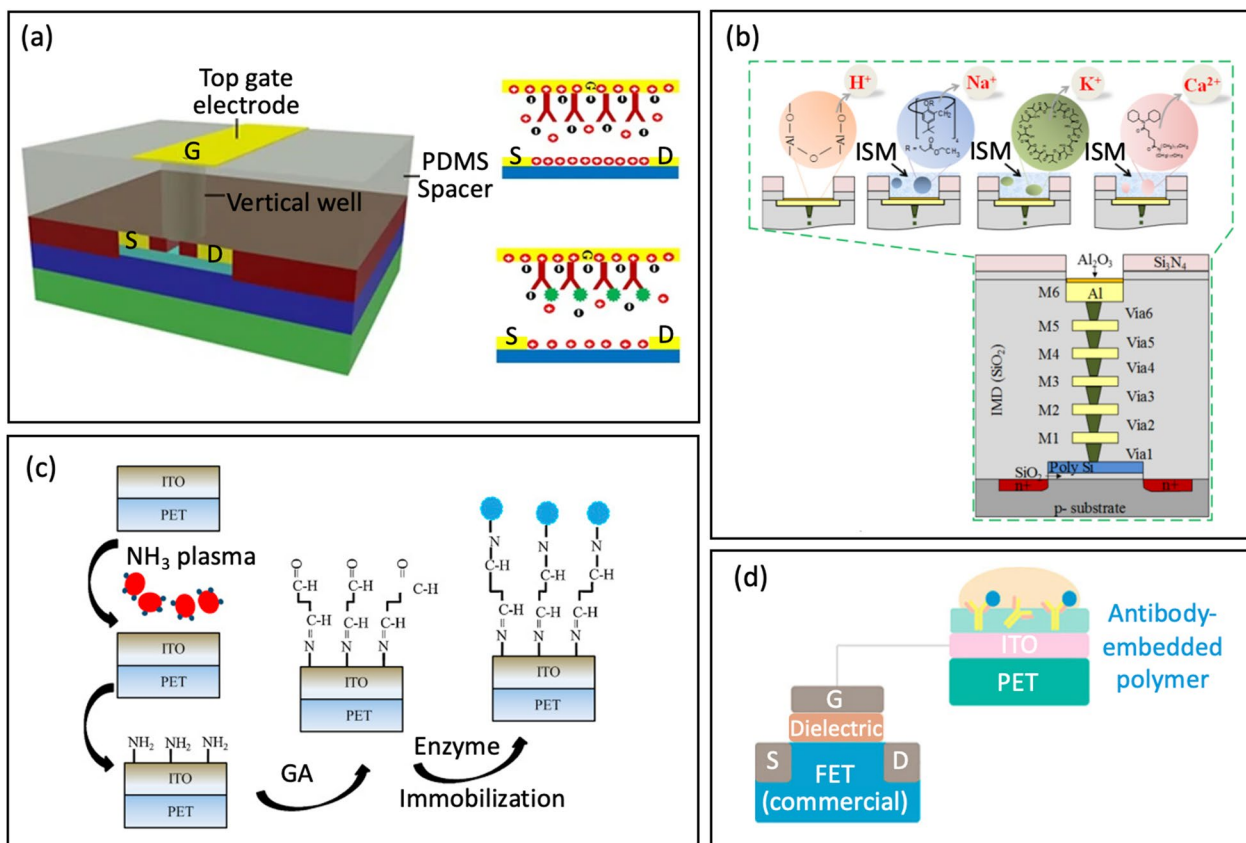 (a)
Top gate
electrode
G
PDMS
Spacer
Vertical well
S
D
S
D
S
D
(b)
H⁺
Na⁺
K⁺
Ca²⁺
ISM
ISM
ISM
Al₂O₃
Si₃N₄
M6
Al
Via6
M5
Via5
M4
Via4
M3
Via3
M2
Via2
M1
Via1
IMD (SiO₂)
SiO₂
Poly Si
n+
n+
p- substrate
(c)
ITO
PET
NH₃ plasma
ITO
PET
NH₂ NH₂ NH₂
ITO
PET
GA
O O O
C-H C-H C-H
C-H C-H C-H
N N N
ITO
PET
Enzyme
Immobilization
N N N
C-H C-H C-H
C-H C-H C-H
N N N
ITO
PET
(d)
Antibody-
embedded
polymer
ITO
PET
G
Dielectric
S
D
FET
(commercial)